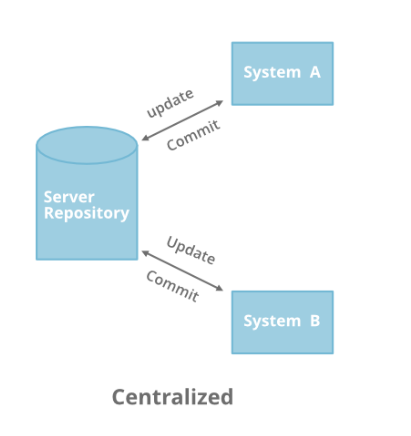 System A
update
Commit
Server
Repository
Update
Commit
System B
Centralized